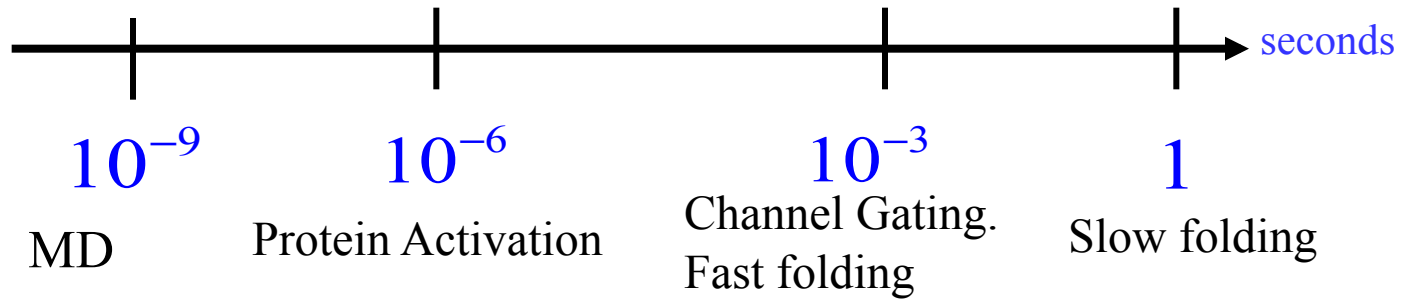 seconds
10⁻⁹ 10⁻⁶ 10⁻³ 1
MD
Protein Activation
Channel Gating.
Fast folding
Slow folding